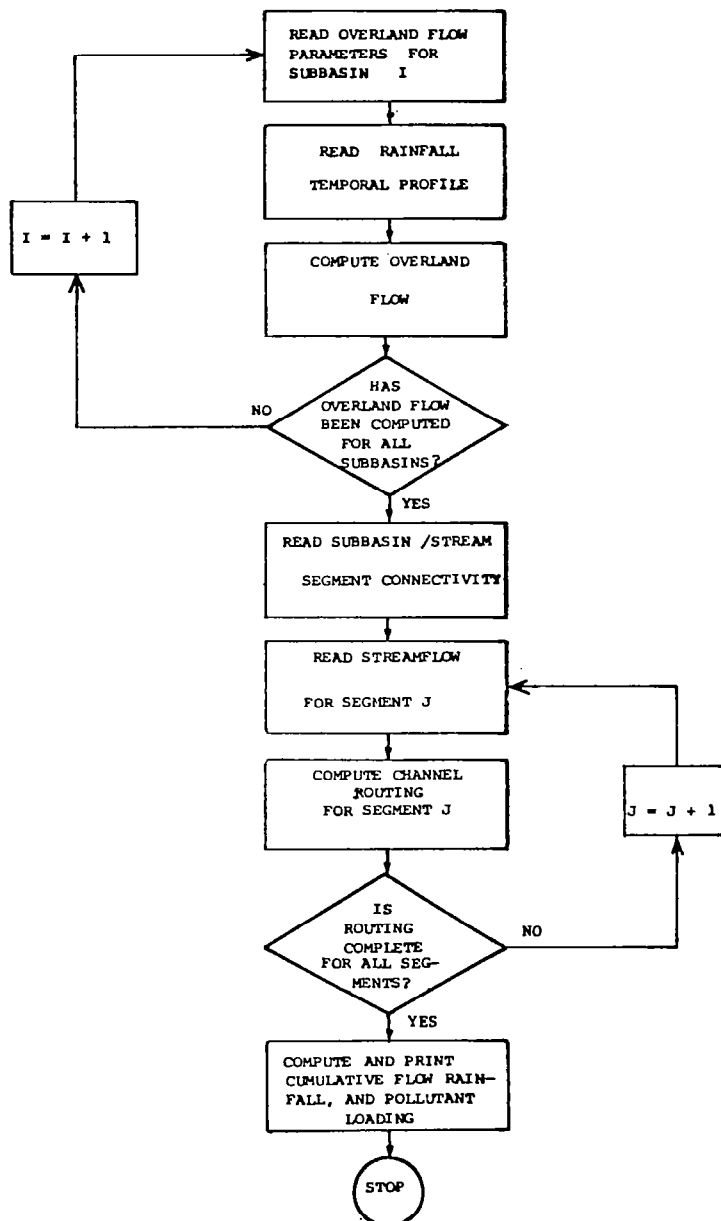 READ OVERLAND FLOW
PARAMETERS FOR
SUBBASIN I
READ RAINFALL
TEMPORAL PROFILE
I = I + 1
COMPUTE OVERLAND
FLOW
HAS
OVERLAND FLOW
BEEN COMPUTED
FOR ALL
SUBBASINS?
NO
YES
READ SUBBASIN /STREAM
SEGMENT CONNECTIVITY
READ STREAMFLOW
FOR SEGMENT J
COMPUTE CHANNEL
ROUTING
FOR SEGMENT J
J = J + 1
IS
ROUTING
COMPLETE
FOR ALL SEG-
MENTS?
NO
YES
COMPUTE AND PRINT
CUMULATIVE FLOW RAIN-
FALL, AND POLLUTANT
LOADING
STOP